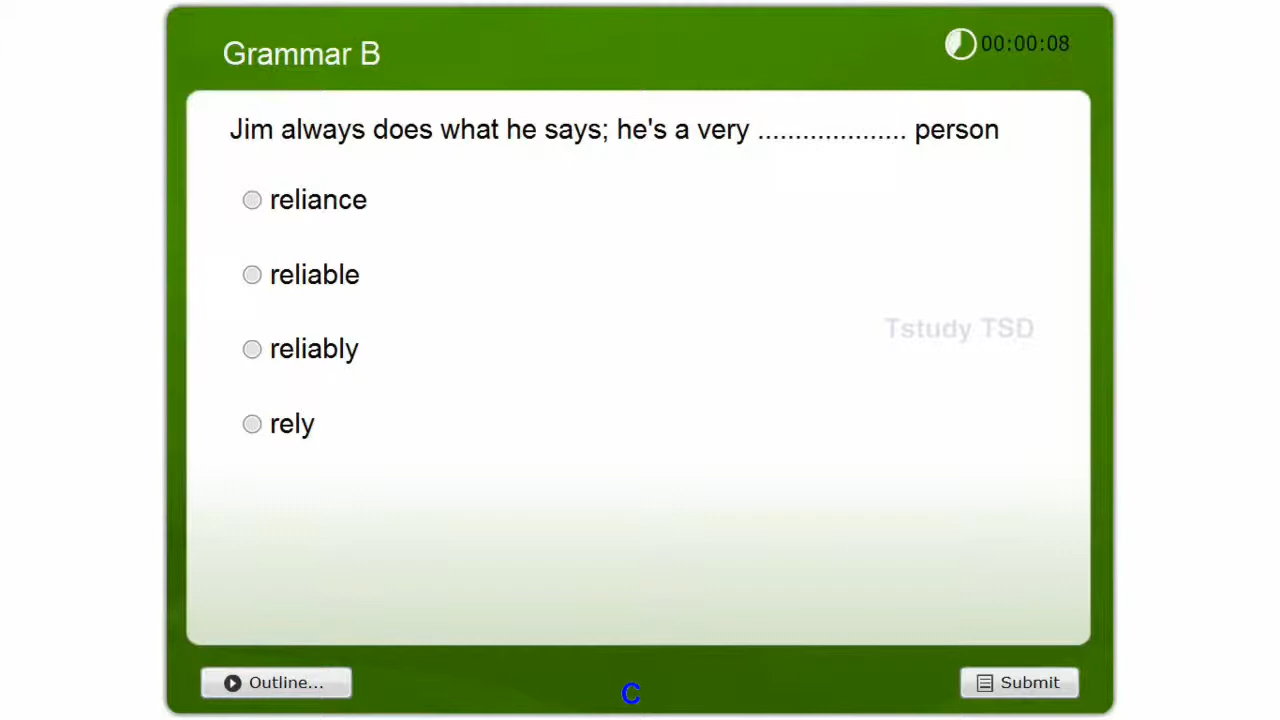 Grammar B
00:00:08
Jim always does what he says; he's a very .................... person
reliance
reliable
reliably
rely
Tstudy TSD
Outline...
C
Submit